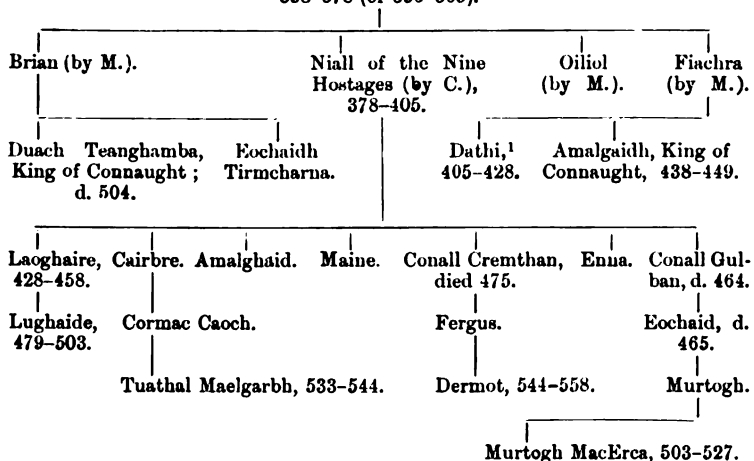 Brian (by M.). Niall of the Nine Oiliol Fiachra
Hostages (by C.), (by M.). (by M.).
378–405.
Duach Teanghamba, Eochaidh Dathi,¹ Amalgaidh, King of
King of Connaught; Tirmcharna. 405–428. Connaught, 438–449.
d. 504.
Laoghaire, Cairbre. Amalghaid. Maine. Conall Cremthan, Enna. Conall Gul-
428–458. died 475. ban, d. 464.
Lughaide, Cormac Caoch. Fergus. Eochaid, d.
479–503. 465.
Tuathal Maelgarbh, 533–544. Dermot, 544–558. Murtogh.
Murtogh MacErca, 503–527.